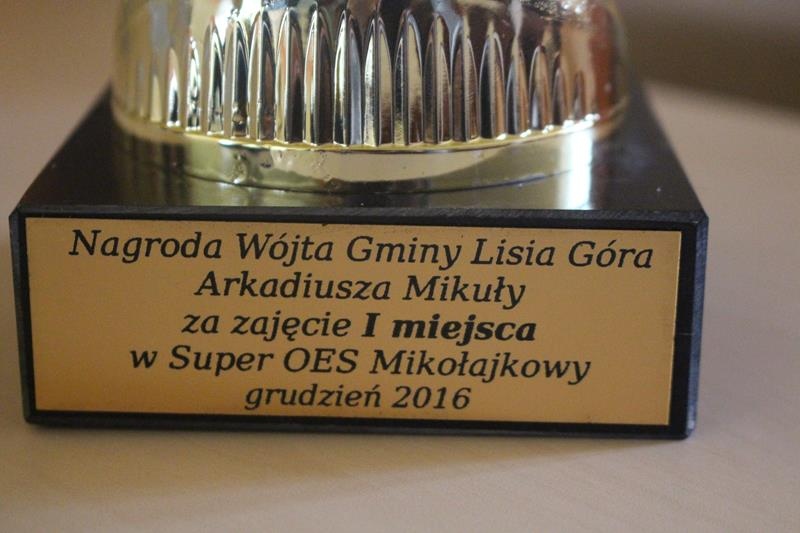 Nagroda Wójta Gminy Lisia Góra
Arkadiusza Mikuły
za zajęcie I miejsca
w Super OES Mikołajkowy
grudzień 2016